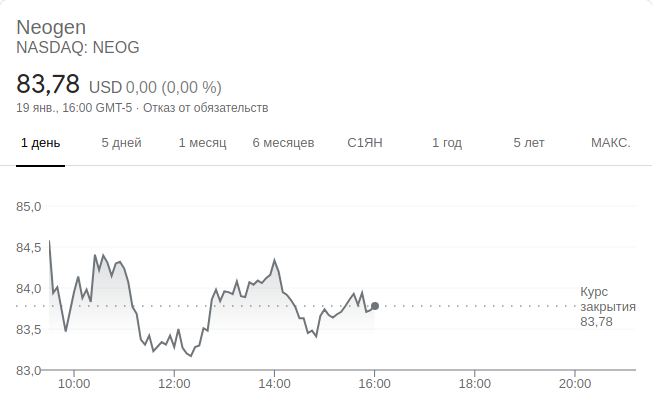 Neogen
NASDAQ: NEOG
83,78 USD 0,00 (0,00 %)
19 янв., 16:00 GMT-5 · Отказ от обязательств
1 день 5 дней 1 месяц 6 месяцев С1ЯН 1 год 5 лет МАКС.
85,0
84,5
84,0
83,5
83,0
Курс
закрытия
83,78
10:00 12:00 14:00 16:00 18:00 20:00